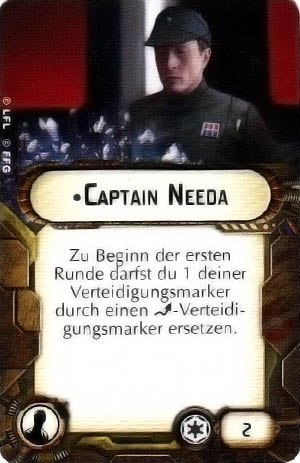 © LFL © FFG
•CAPTAIN NEEDA
Zu Beginn der ersten
Runde darfst du 1 deiner
Verteidigungsmarker
durch einen -Verteidi-
gungsmarker ersetzen.
2